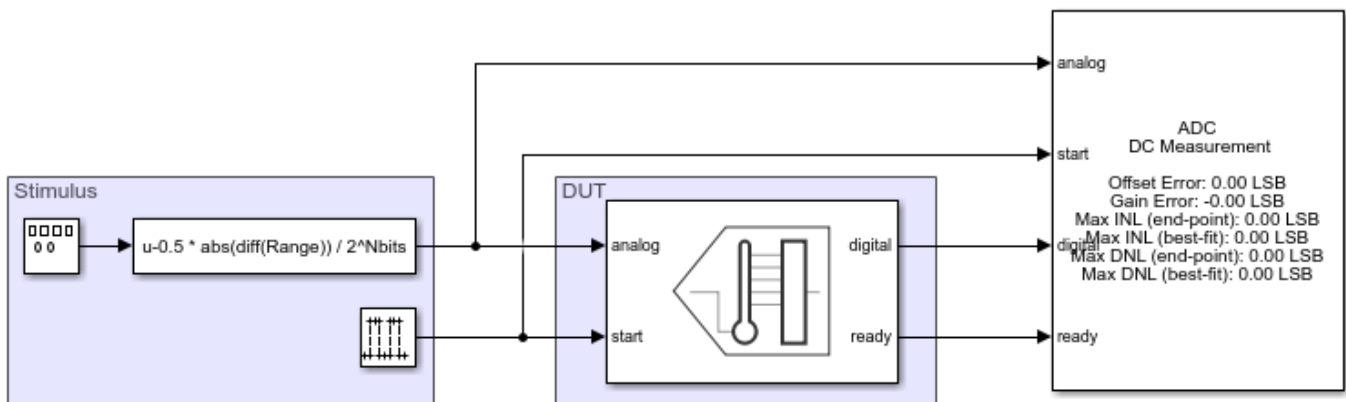 analog
ADC
DC Measurement
start
Stimulus
DUT
Offset Error: 0.00 LSB
Gain Error: -0.00 LSB
Max INL (end-point): 0.00 LSB
u-0.5 * abs(diff(Range)) / 2^Nbits
analog
digital
digital
Max INL (best-fit): 0.00 LSB
Max DNL (end-point): 0.00 LSB
Max DNL (best-fit): 0.00 LSB
start
ready
ready